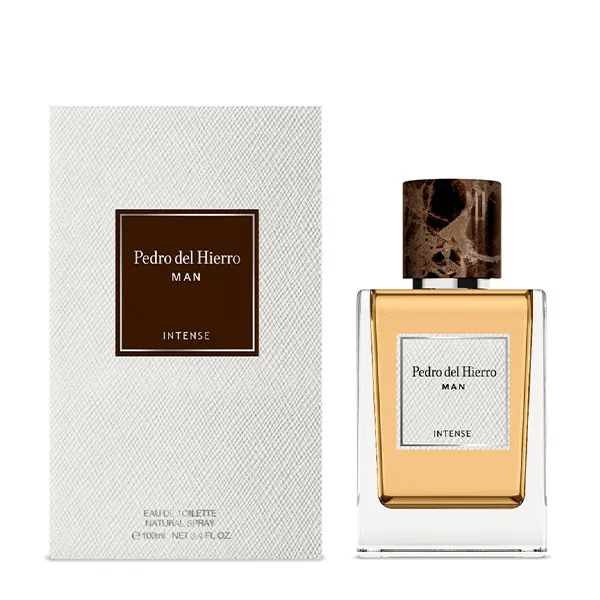 Pedro del Hierro
MAN
INTENSE
EAU DE TOILETTE
NATURAL SPRAY
℮100ml NET 3.4 FL.OZ.
Pedro del Hierro
MAN
INTENSE